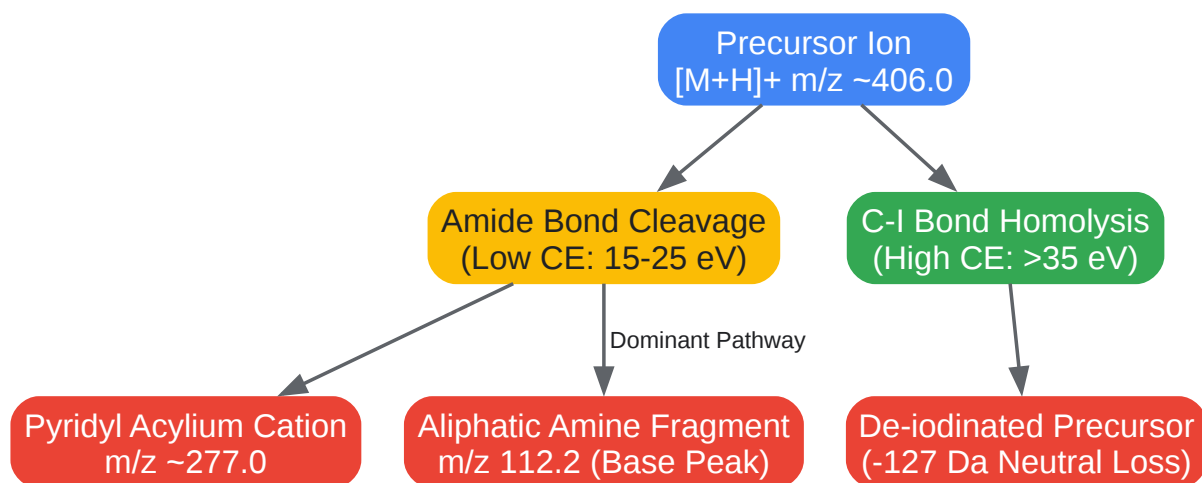 Precursor Ion
[M+H]+ m/z ~406.0
Amide Bond Cleavage
(Low CE: 15-25 eV)
C-I Bond Homolysis
(High CE: >35 eV)
Dominant Pathway
Pyridyl Acylium Cation
m/z ~277.0
Aliphatic Amine Fragment
m/z 112.2 (Base Peak)
De-iodinated Precursor
(-127 Da Neutral Loss)